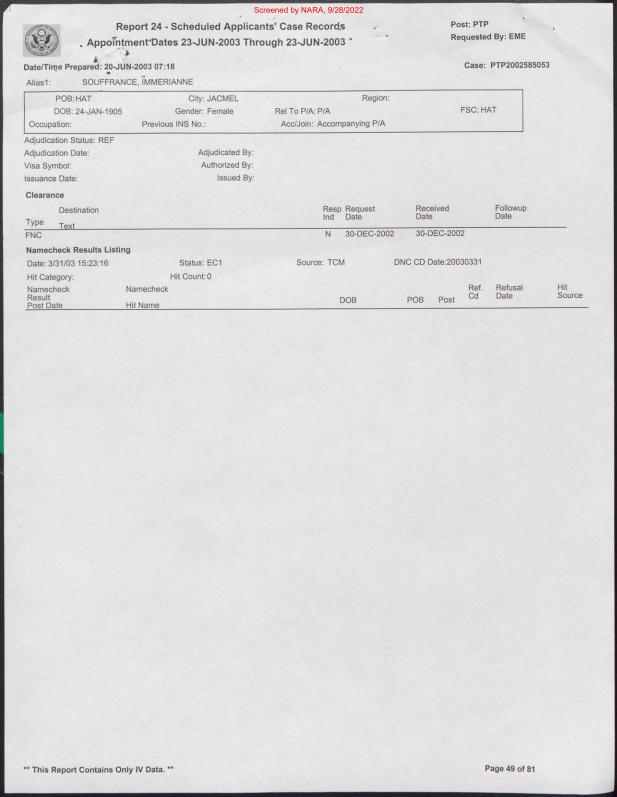 Screened by NARA, 9/28/2022
Report 24 - Scheduled Applicants' Case Records
Post: PTP
Appointment Dates 23-JUN-2003 Through 23-JUN-2003
Requested By: EME
Date/Time Prepared: 20-JUN-2003 07:18
Case: PTP2002585053
Alias1: SOUFFRANCE, IMMERIANNE
POB:HAT City: JACMEL Region:
DOB: 24-JAN-1905 Gender: Female Rel To P/A: P/A FSC: HAT
Occupation: Previous INS No.: Acc/Join: Accompanying P/A
Adjudication Status: REF
Adjudication Date: Adjudicated By:
Visa Symbol: Authorized By:
Issuance Date: Issued By:
Clearance
Destination Resp Request Received Followup
Ind Date Date Date
Type Text
FNC N 30-DEC-2002 30-DEC-2002
Namecheck Results Listing
Date: 3/31/03 15:23:16 Status: EC1 Source: TCM DNC CD Date:20030331
Hit Category: Hit Count: 0
Namecheck Namecheck Ref. Refusal Hit
Result DOB POB Post Cd Date Source
Post Date Hit Name
** This Report Contains Only IV Data. **
Page 49 of 81